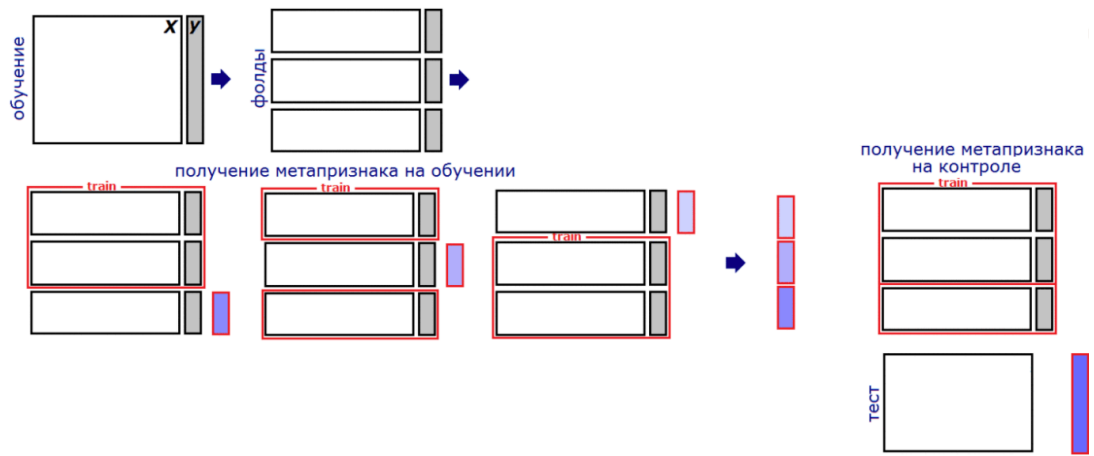 X y
обучение
фолды
получение метапризнака на обучении
train
train
train
получение метапризнака
на контроле
train
тест